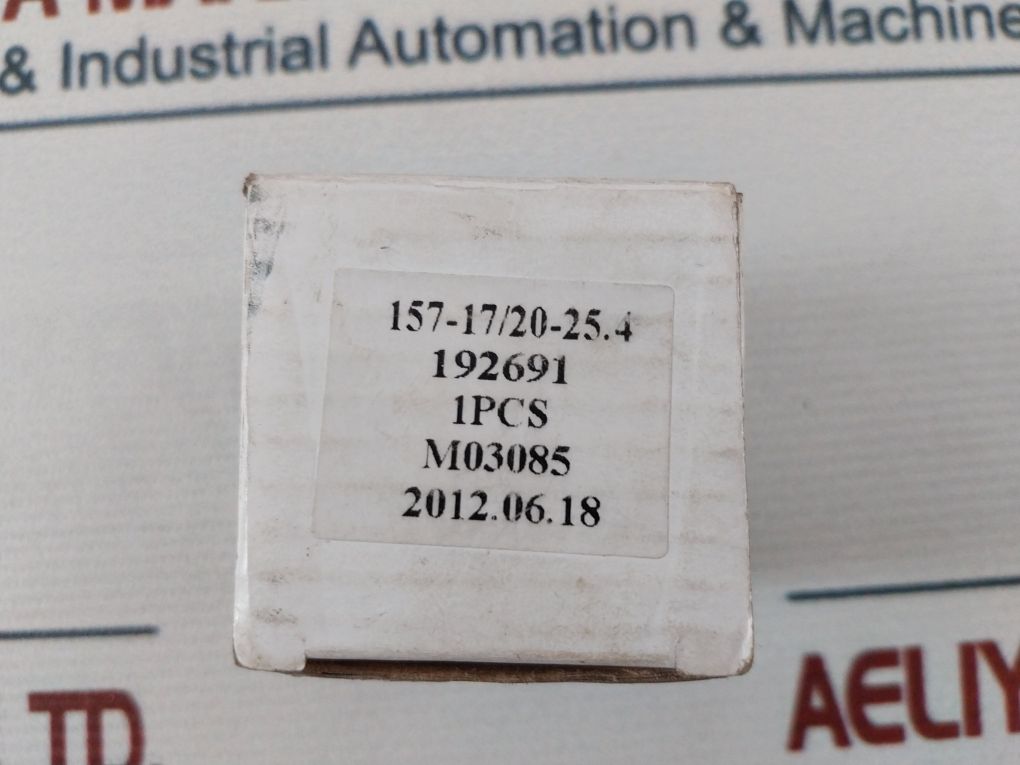 & Industrial Automation & Machine
157-17/20-25.4
192691
1PCS
M03085
2012.06.18
TD.
AELIY